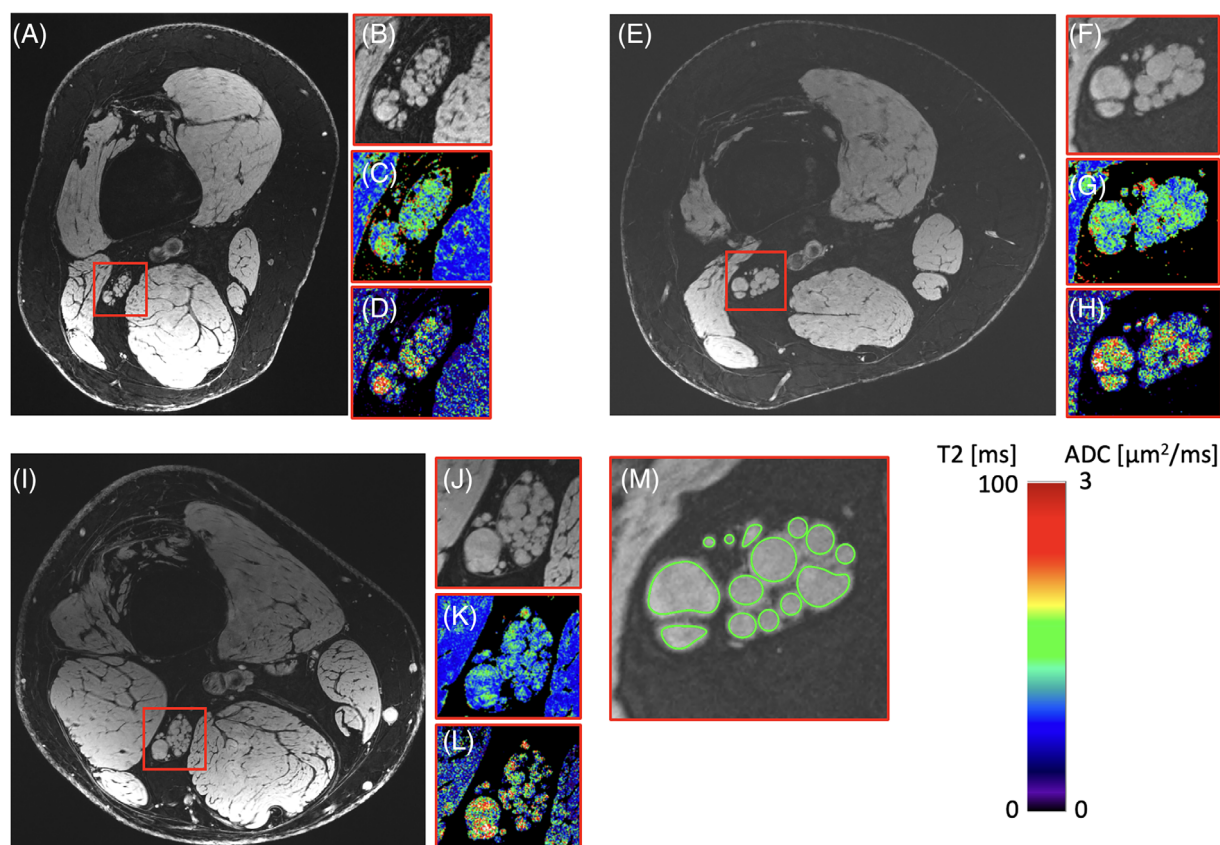 (A)
(B)
(C)
(D)
(E)
(F)
(G)
(H)
(I)
(J)
(K)
(L)
(M)
T2 [ms] ADC [μm²/ms]
100 3
0 0